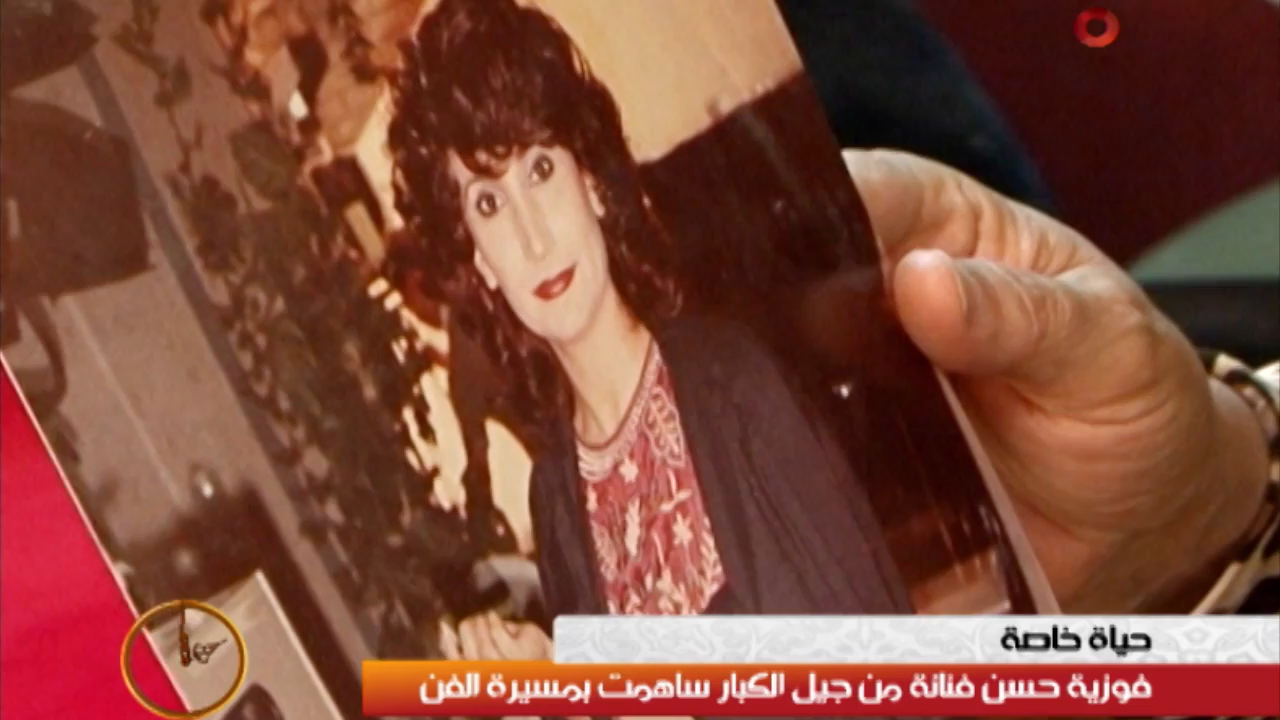 حياة خاصة
فوزية حسن فنانة من جيل الكبار ساهمت بمسيرة الفن